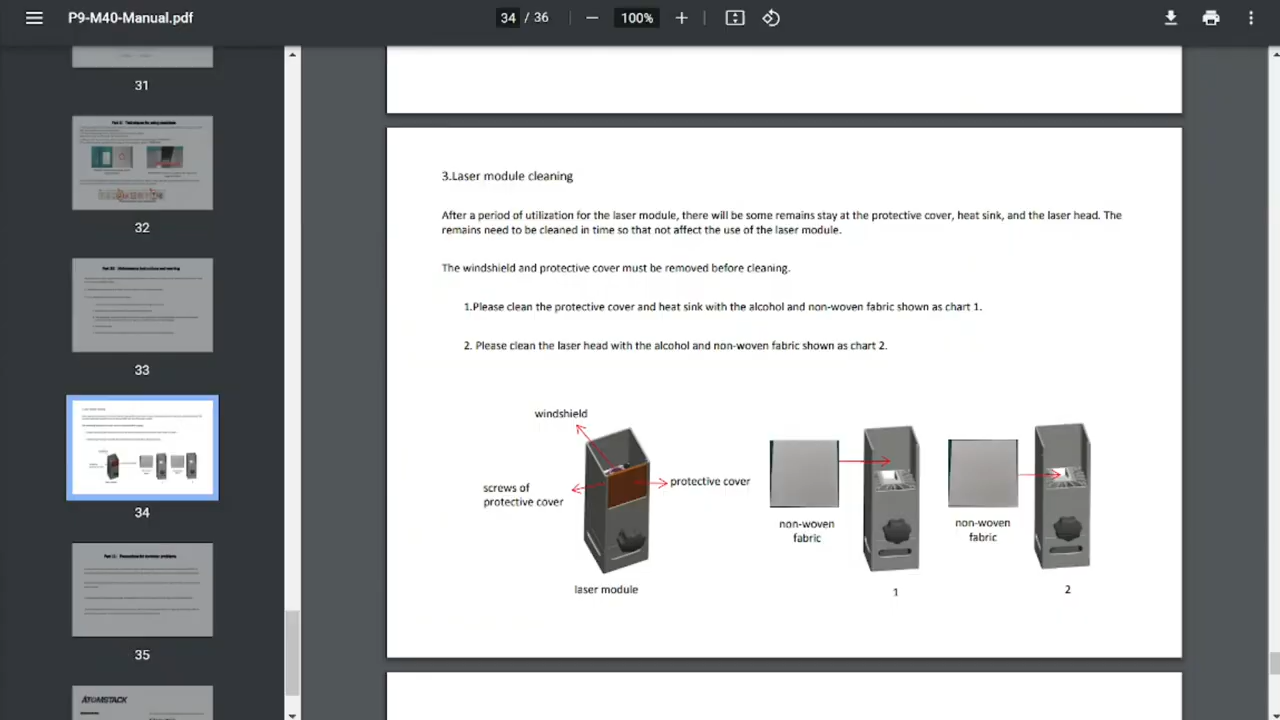 P9-M40-Manual.pdf
34 / 36
100%
31
32
33
34
35
ATOMSTACK
3.Laser module cleaning
After a period of utilization for the laser module, there will be some remains stay at the protective cover, heat sink, and the laser head. The
remains need to be cleaned in time so that not affect the use of the laser module.
The windshield and protective cover must be removed before cleaning.
1.Please clean the protective cover and heat sink with the alcohol and non-woven fabric shown as chart 1.
2. Please clean the laser head with the alcohol and non-woven fabric shown as chart 2.
windshield
screws of
protective cover
protective cover
laser module
non-woven
fabric
1
non-woven
fabric
2